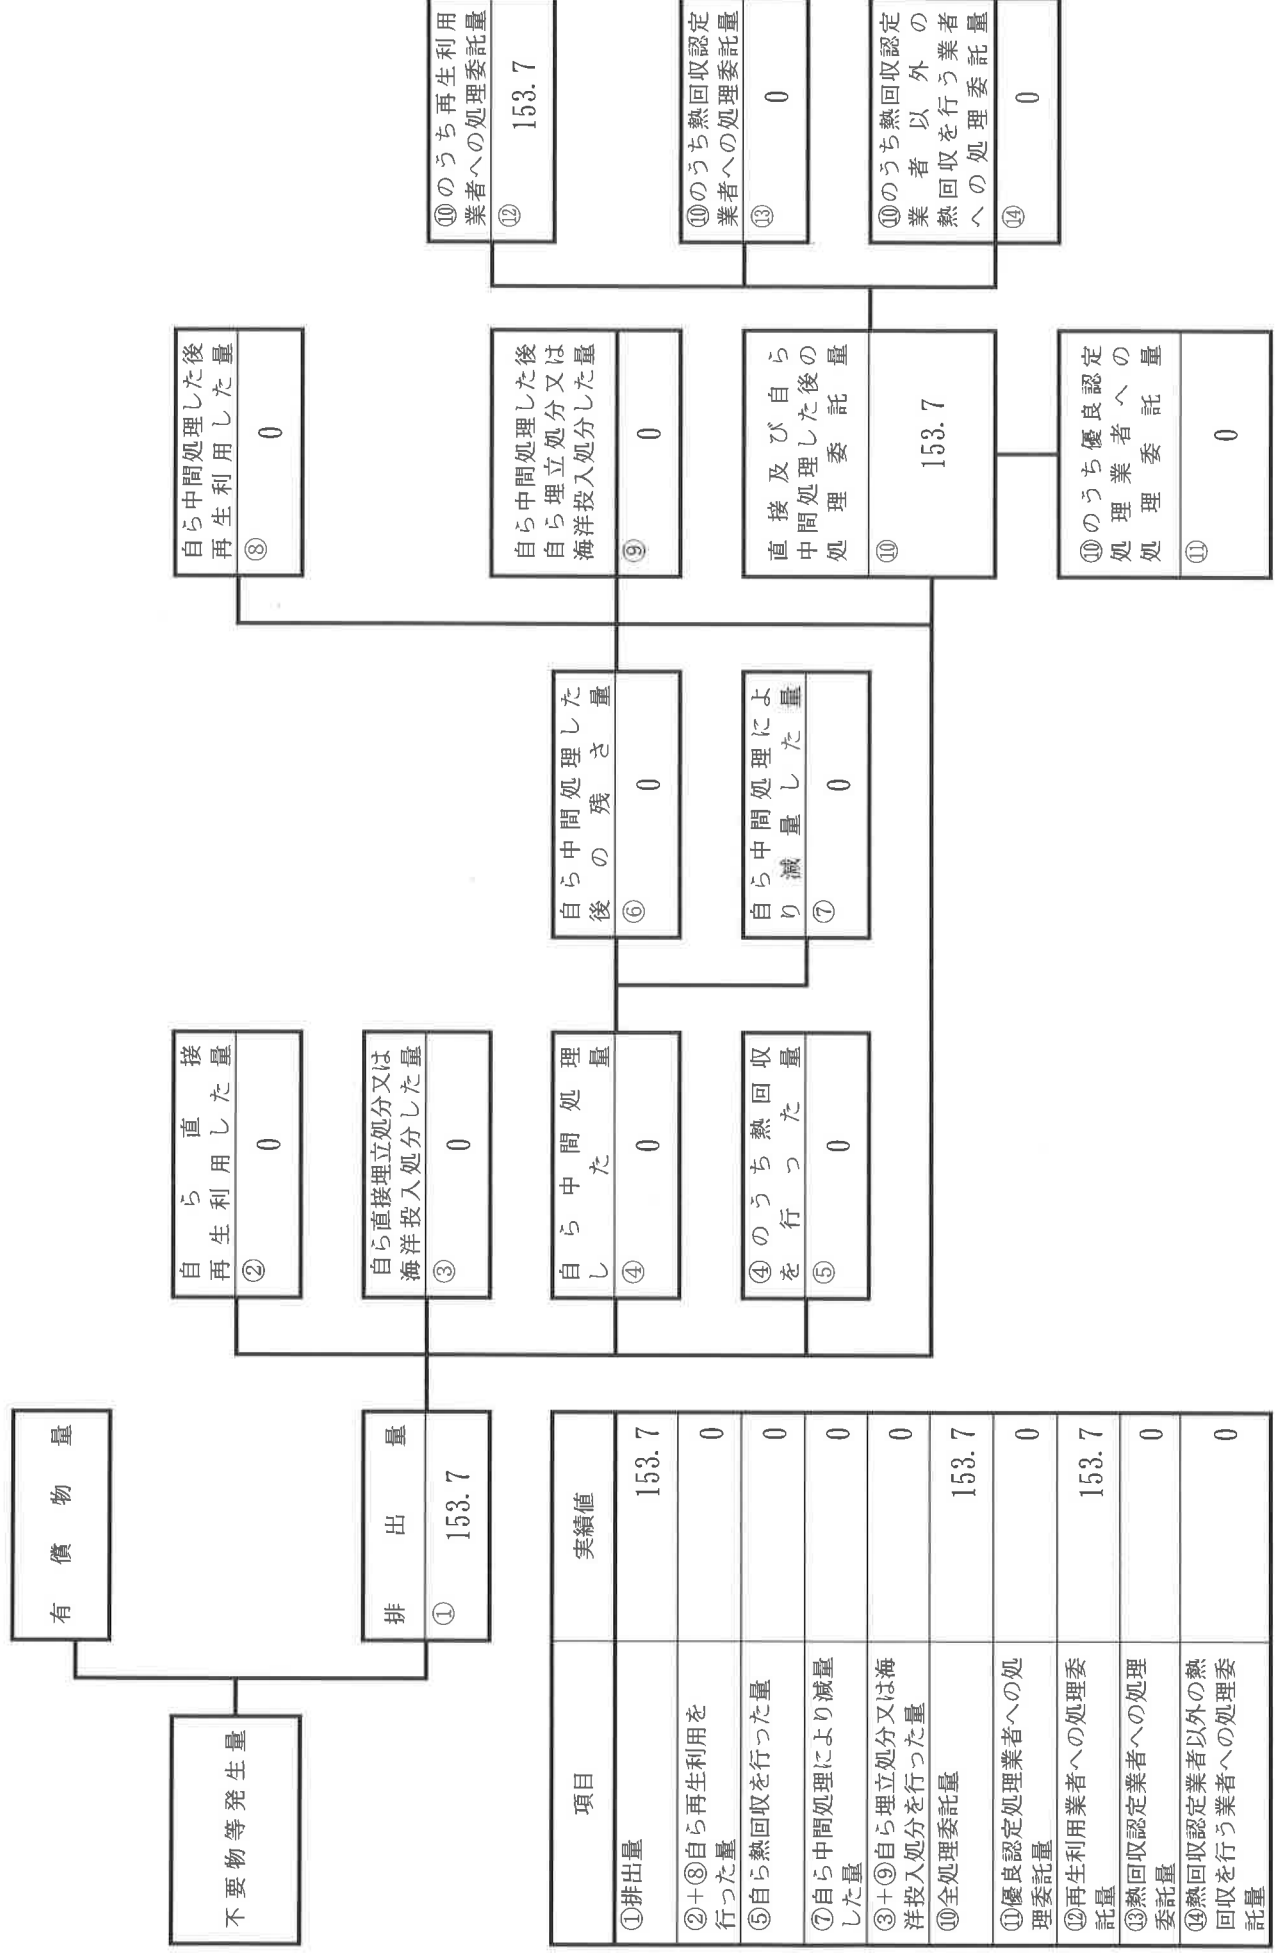 不要物等発生量
有償物量
排出量
①
153.7
自ら直接
再生利用した量
②
0
自ら直接埋立処分又は
海洋投入処分した量
③
0
自ら中間処理
した量
④
0
④のうち熱回収
を行った量
⑤
0
自ら中間処理した
後の残さ量
⑥
0
自ら中間処理によ
り減量した量
⑦
0
自ら中間処理した後
再生利用した量
⑧
0
自ら中間処理した後
自ら埋立処分又は
海洋投入処分した量
⑨
0
直接及び自ら
中間処理した後の
処理委託量
⑩
153.7
⑩のうち優良認定
処理業者への
処理委託量
⑪
0
⑩のうち再生利用
業者への処理委託量
⑫
153.7
⑩のうち熱回収認定
業者への処理委託量
⑬
0
⑩のうち熱回収認定
業者以外の
熱回収を行う業者
への処理委託量
⑭
0
項目 実績値
①排出量 153.7
②+⑧自ら再生利用を
行った量 0
⑤自ら熱回収を行った量 0
⑦自ら中間処理により減量
した量 0
③+⑨自ら埋立処分又は海
洋投入処分を行った量 0
⑩全処理委託量 153.7
⑪優良認定処理業者への処
理委託量 0
⑫再生利用業者への処理委
託量 153.7
⑬熱回収認定業者への処理
委託量 0
⑭熱回収認定業者以外の熱
回収を行う業者への処理委
託量 0